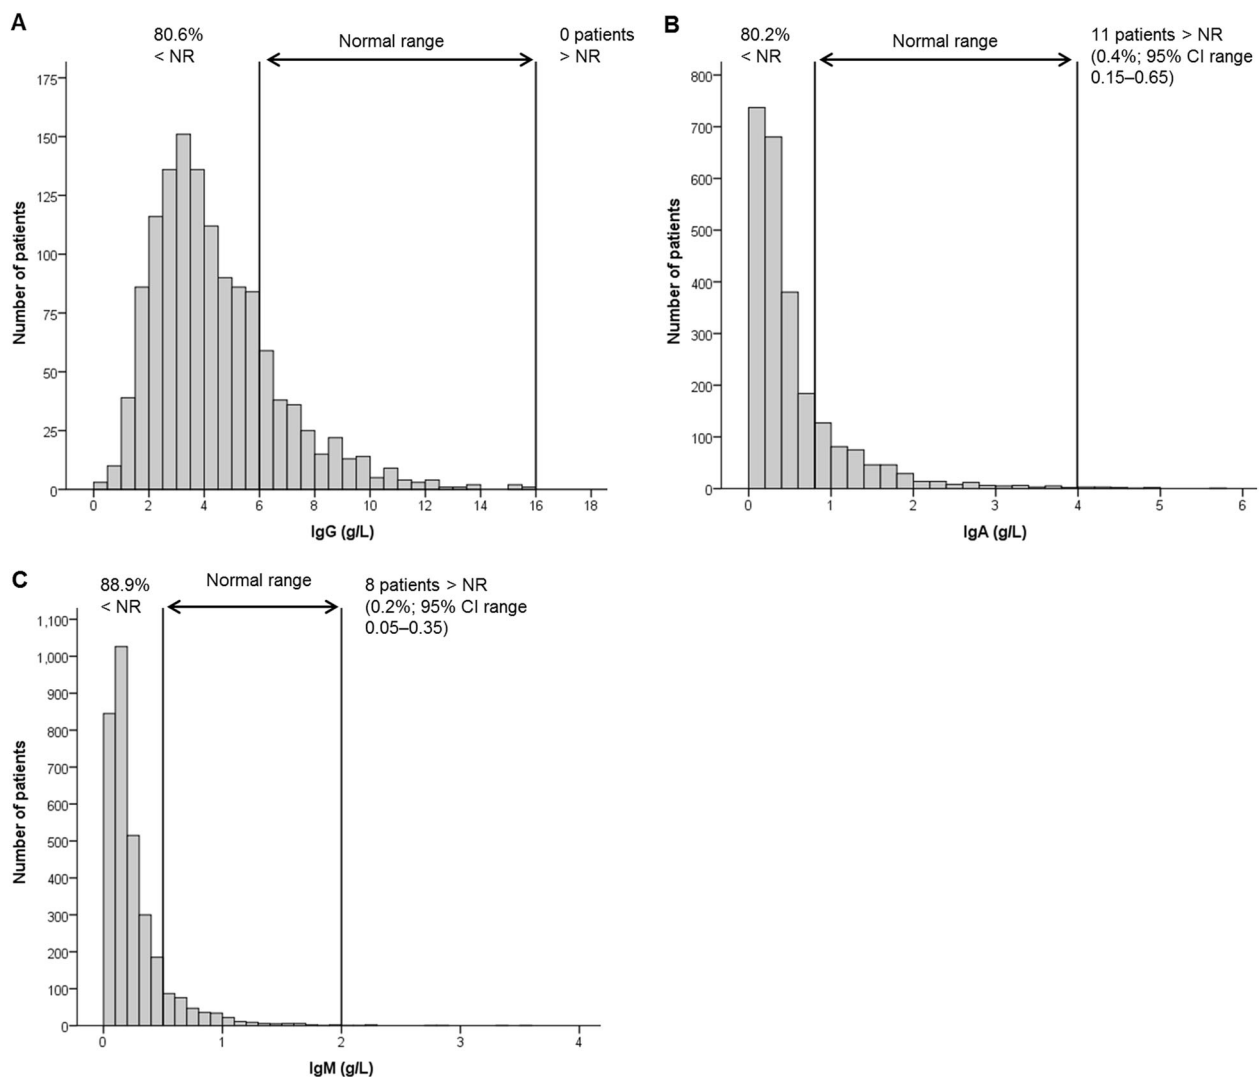 A
80.6%
< NR
Normal range
0 patients
> NR
175
150
125
100
75
50
25
0
Number of patients
0 2 4 6 8 10 12 14 16 18
IgG (g/L)
B
80.2%
< NR
Normal range
11 patients > NR
(0.4%; 95% CI range
0.15–0.65)
800
700
600
500
400
300
200
100
0
Number of patients
0 1 2 3 4 5 6
IgA (g/L)
C
88.9%
< NR
Normal range
8 patients > NR
(0.2%; 95% CI range
0.05–0.35)
1,100
1,000
900
800
700
600
500
400
300
200
100
0
Number of patients
0 1 2 3 4
IgM (g/L)